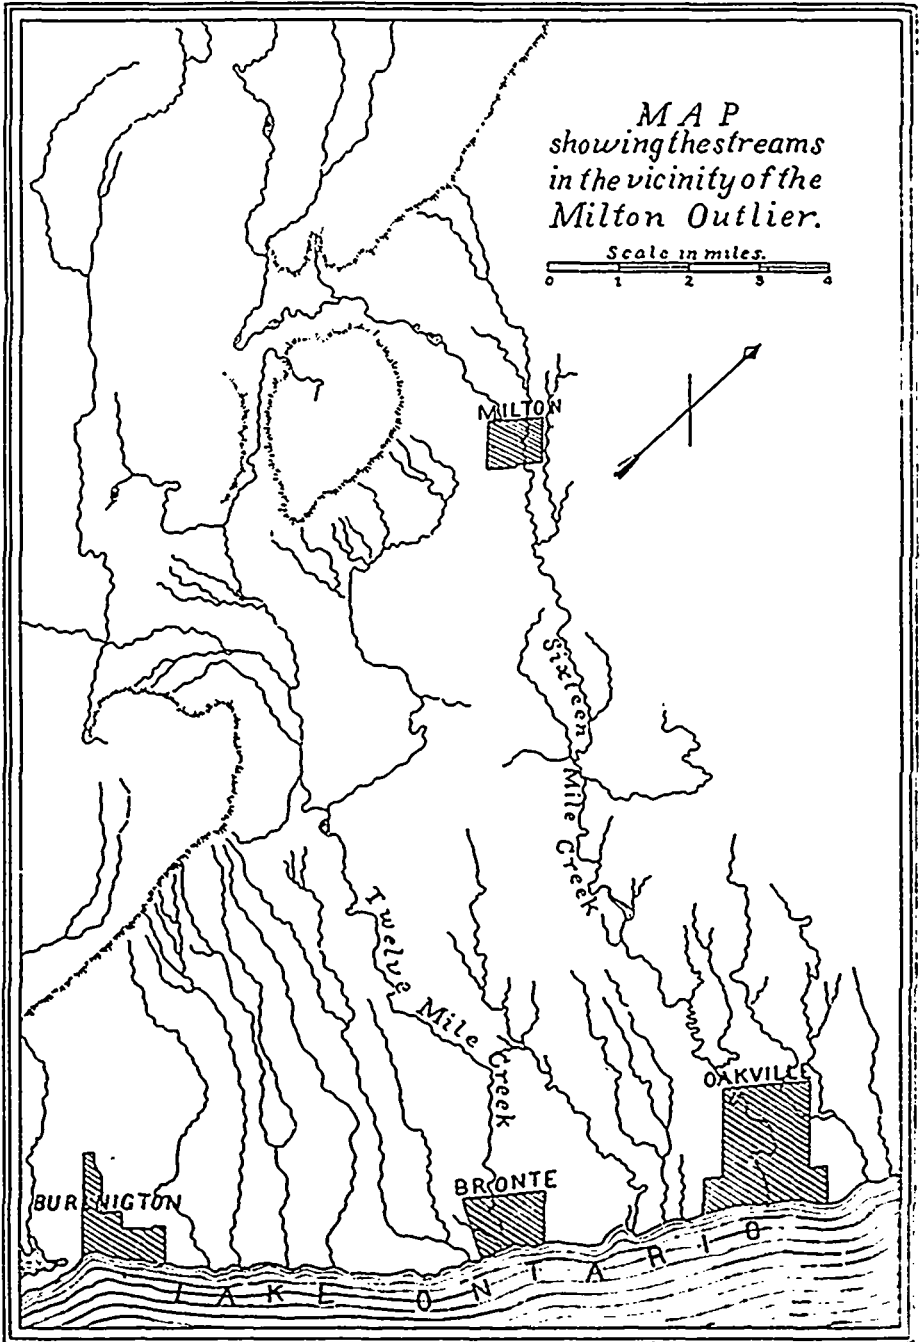 MAP
showing the streams
in the vicinity of the
Milton Outlier.
Scale in miles.
0 1 2 3 4
MILTON
Sixteen Mile Creek
Twelve Mile Creek
OAKVILLE
BRONTE
BURLNIGTON
LAKE ONTARIO